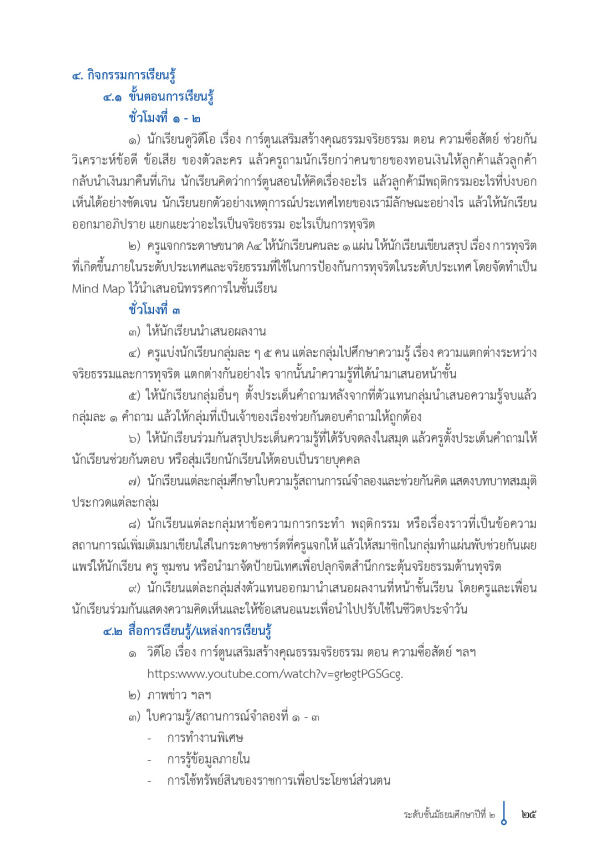 ๔. กิจกรรมการเรียนรู้
๔.๑ ขั้นตอนการเรียนรู้
ชั่วโมงที่ ๑ - ๒
๑) นักเรียนดูวิดีโอ เรื่อง การ์ตูนเสริมสร้างคุณธรรมจริยธรรม ตอน ความซื่อสัตย์ ช่วยกัน
วิเคราะห์ข้อดี ข้อเสีย ของตัวละคร แล้วครูถามนักเรียกว่าคนขายของทอนเงินให้ลูกค้าแล้วลูกค้า
กลับนำเงินมาคืนที่เกิน นักเรียนคิดว่าการ์ตูนสอนให้คิดเรื่องอะไร แล้วลูกค้ามีพฤติกรรมอะไรที่บ่งบอก
เห็นได้อย่างชัดเจน นักเรียนยกตัวอย่างเหตุการณ์ประเทศไทยของเรามีลักษณะอย่างไร แล้วให้นักเรียน
ออกมาอภิปราย แยกแยะว่าอะไรเป็นจริยธรรม อะไรเป็นการทุจริต
๒) ครูแจกกระดาษขนาด A๔ ให้นักเรียนคนละ ๑ แผ่น ให้นักเรียนเขียนสรุป เรื่อง การทุจริต
ที่เกิดขึ้นภายในระดับประเทศและจริยธรรมที่ใช้ในการป้องกันการทุจริตในระดับประเทศ โดยจัดทำเป็น
Mind Map ไว้นำเสนอนิทรรศการในชั้นเรียน
ชั่วโมงที่ ๓
๓) ให้นักเรียนนำเสนอผลงาน
๔) ครูแบ่งนักเรียนกลุ่มละ ๆ ๕ คน แต่ละกลุ่มไปศึกษาความรู้ เรื่อง ความแตกต่างระหว่าง
จริยธรรมและการทุจริต แตกต่างกันอย่างไร จากนั้นนำความรู้ที่ได้นำมาเสนอหน้าชั้น
๕) ให้นักเรียนกลุ่มอื่นๆ ตั้งประเด็นคำถามหลังจากที่ตัวแทนกลุ่มนำเสนอความรู้จบแล้ว
กลุ่มละ ๑ คำถาม แล้วให้กลุ่มที่เป็นเจ้าของเรื่องช่วยกันตอบคำถามให้ถูกต้อง
๖) ให้นักเรียนร่วมกันสรุปประเด็นความรู้ที่ได้รับจดลงในสมุด แล้วครูตั้งประเด็นคำถามให้
นักเรียนช่วยกันตอบ หรือสุ่มเรียกนักเรียนให้ตอบเป็นรายบุคคล
๗) นักเรียนแต่ละกลุ่มศึกษาใบความรู้สถานการณ์จำลองและช่วยกันคิด แสดงบทบาทสมมุติ
ประกวดแต่ละกลุ่ม
๘) นักเรียนแต่ละกลุ่มหาข้อความการกระทำ พฤติกรรม หรือเรื่องราวที่เป็นข้อความ
สถานการณ์เพิ่มเติมมาเขียนใส่ในกระดาษชาร์ตที่ครูแจกให้ แล้วให้สมาชิกในกลุ่มทำแผ่นพับช่วยกันเผย
แพร่ให้นักเรียน ครู ชุมชน หรือนำมาจัดป้ายนิเทศเพื่อปลุกจิตสำนึกกระตุ้นจริยธรรมต้านทุจริต
๙) นักเรียนแต่ละกลุ่มส่งตัวแทนออกมานำเสนอผลงานที่หน้าชั้นเรียน โดยครูและเพื่อน
นักเรียนร่วมกันแสดงความคิดเห็นและให้ข้อเสนอแนะเพื่อนำไปปรับใช้ในชีวิตประจำวัน
๔.๒ สื่อการเรียนรู้/แหล่งการเรียนรู้
๑ วิดีโอ เรื่อง การ์ตูนเสริมสร้างคุณธรรมจริยธรรม ตอน ความซื่อสัตย์ ฯลฯ
https:www.youtube.com/watch?v=gr๒gtPGSGcg.
๒) ภาพข่าว ฯลฯ
๓) ใบความรู้/สถานการณ์จำลองที่ ๑ - ๓
- การทำงานพิเศษ
- การรู้ข้อมูลภายใน
- การใช้ทรัพย์สินของราชการเพื่อประโยชน์ส่วนตน
ระดับชั้นมัธยมศึกษาปีที่ ๒ ๒๕